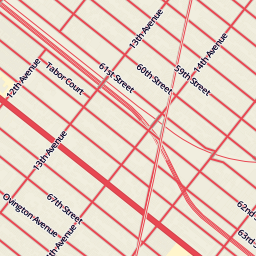 13th Avenue
14th Avenue
12th Avenue
Tabor Court
61st Street
60th Street
59th Street
13th Avenue
67th Street
Ovington Avenue
Avenue
62nd
63rd S